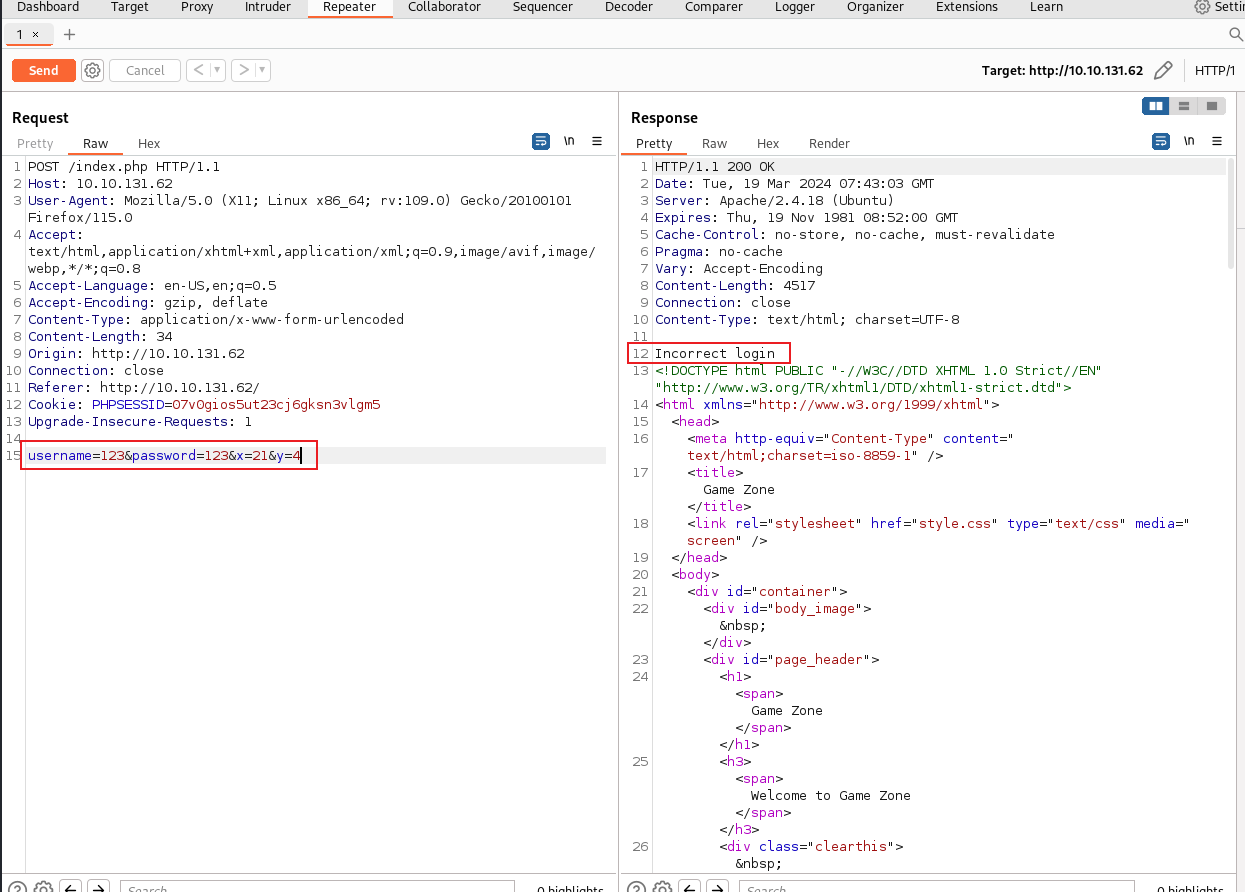 Dashboard Target Proxy Intruder Repeater Collaborator Sequencer Decoder Comparer Logger Organizer Extensions Learn
1 × +
Send Cancel < ▾ > ▾ Target: http://10.10.131.62 HTTP/1
Request
Pretty Raw Hex \n ≡
1 POST /index.php HTTP/1.1
2 Host: 10.10.131.62
3 User-Agent: Mozilla/5.0 (X11; Linux x86_64; rv:109.0) Gecko/20100101
Firefox/115.0
4 Accept:
text/html,application/xhtml+xml,application/xml;q=0.9,image/avif,image/
webp,*/*;q=0.8
5 Accept-Language: en-US,en;q=0.5
6 Accept-Encoding: gzip, deflate
7 Content-Type: application/x-www-form-urlencoded
8 Content-Length: 34
9 Origin: http://10.10.131.62
10 Connection: close
11 Referer: http://10.10.131.62/
12 Cookie: PHPSESSID=07v0gios5ut23cj6gksn3vlgm5
13 Upgrade-Insecure-Requests: 1
14
15 username=123&password=123&x=21&y=4
Search 0 highlights
Response
Pretty Raw Hex Render \n ≡
1 HTTP/1.1 200 OK
2 Date: Tue, 19 Mar 2024 07:43:03 GMT
3 Server: Apache/2.4.18 (Ubuntu)
4 Expires: Thu, 19 Nov 1981 08:52:00 GMT
5 Cache-Control: no-store, no-cache, must-revalidate
6 Pragma: no-cache
7 Vary: Accept-Encoding
8 Content-Length: 4517
9 Connection: close
10 Content-Type: text/html; charset=UTF-8
11
12 Incorrect login
13 <!DOCTYPE html PUBLIC "-//W3C//DTD XHTML 1.0 Strict//EN"
"http://www.w3.org/TR/xhtml1/DTD/xhtml1-strict.dtd">
14 <html xmlns="http://www.w3.org/1999/xhtml">
15 <head>
16 <meta http-equiv="Content-Type" content="
text/html;charset=iso-8859-1" />
17 <title>
Game Zone
</title>
18 <link rel="stylesheet" href="style.css" type="text/css" media="
screen" />
19 </head>
20 <body>
21 <div id="container">
22 <div id="body_image">
&nbsp;
</div>
23 <div id="page_header">
24 <h1>
<span>
Game Zone
</span>
</h1>
25 <h3>
<span>
Welcome to Game Zone
</span>
</h3>
26 <div class="clearthis">
&nbsp;
Search 0 highlights